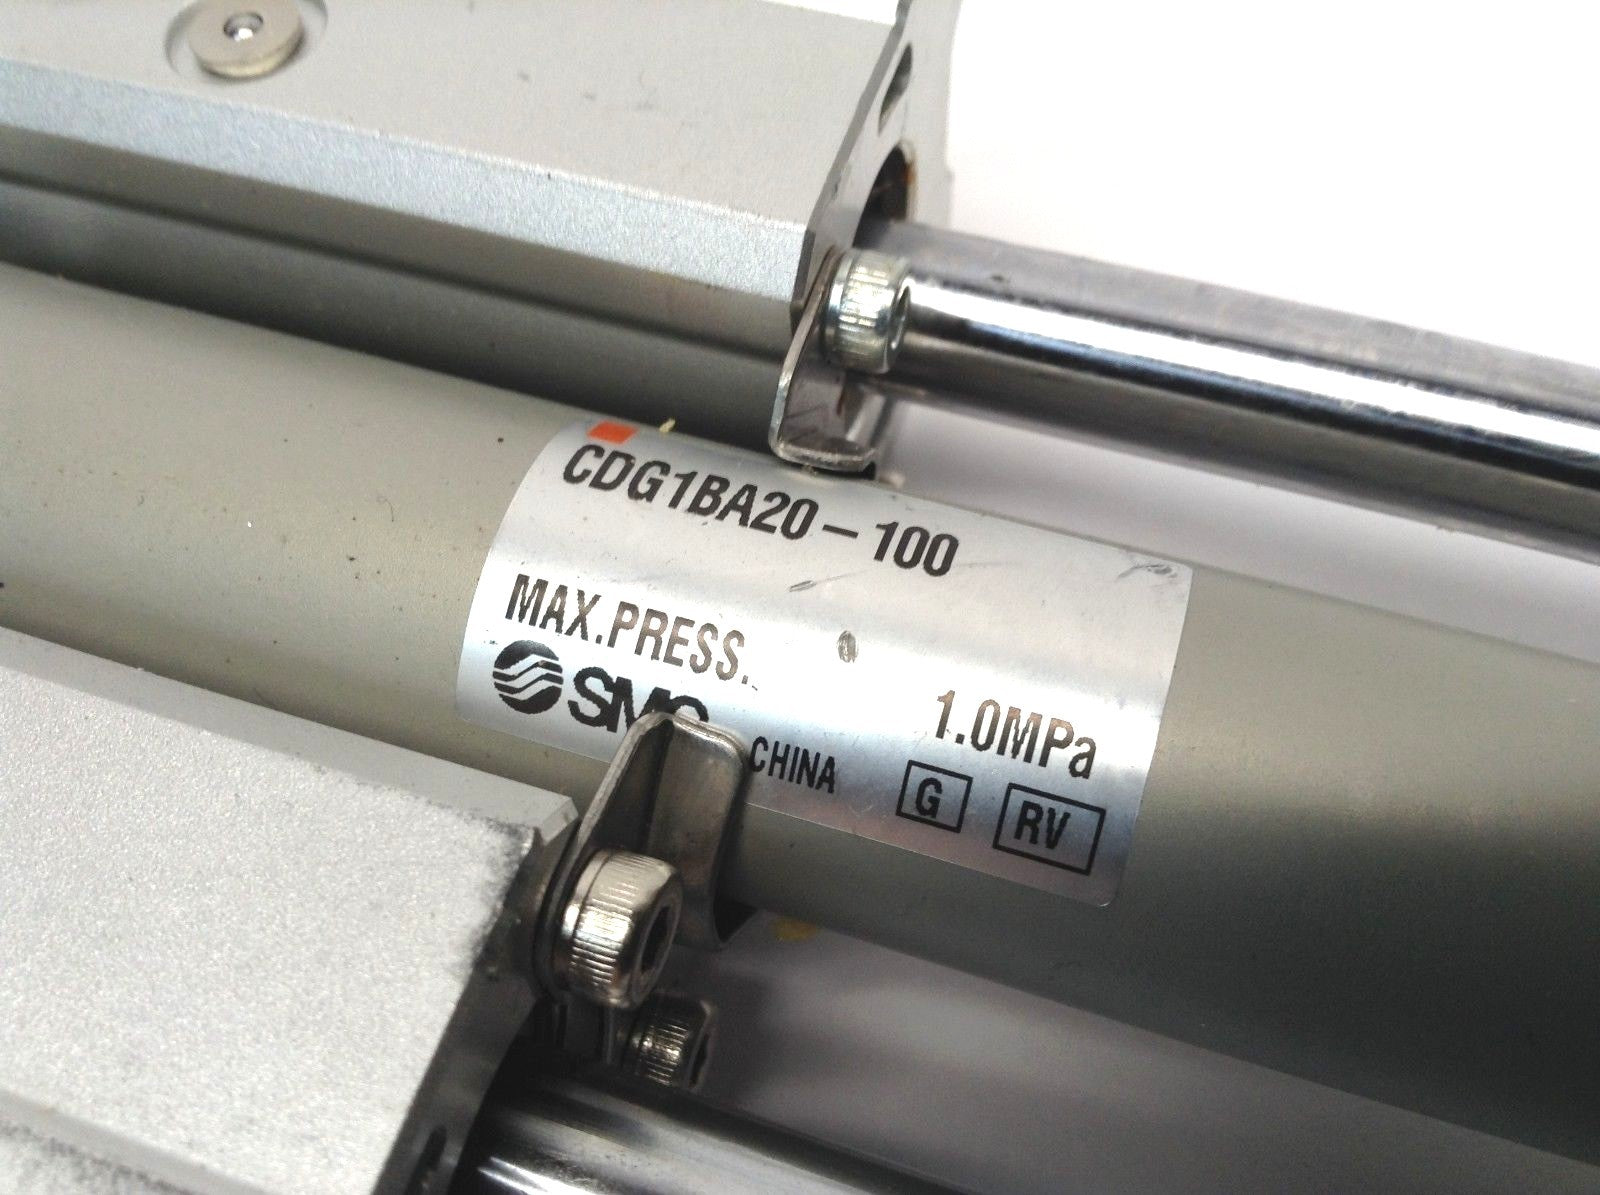 CDG1BA20-100
MAX.PRESS. 1.0MPa
SMC CHINA G RV